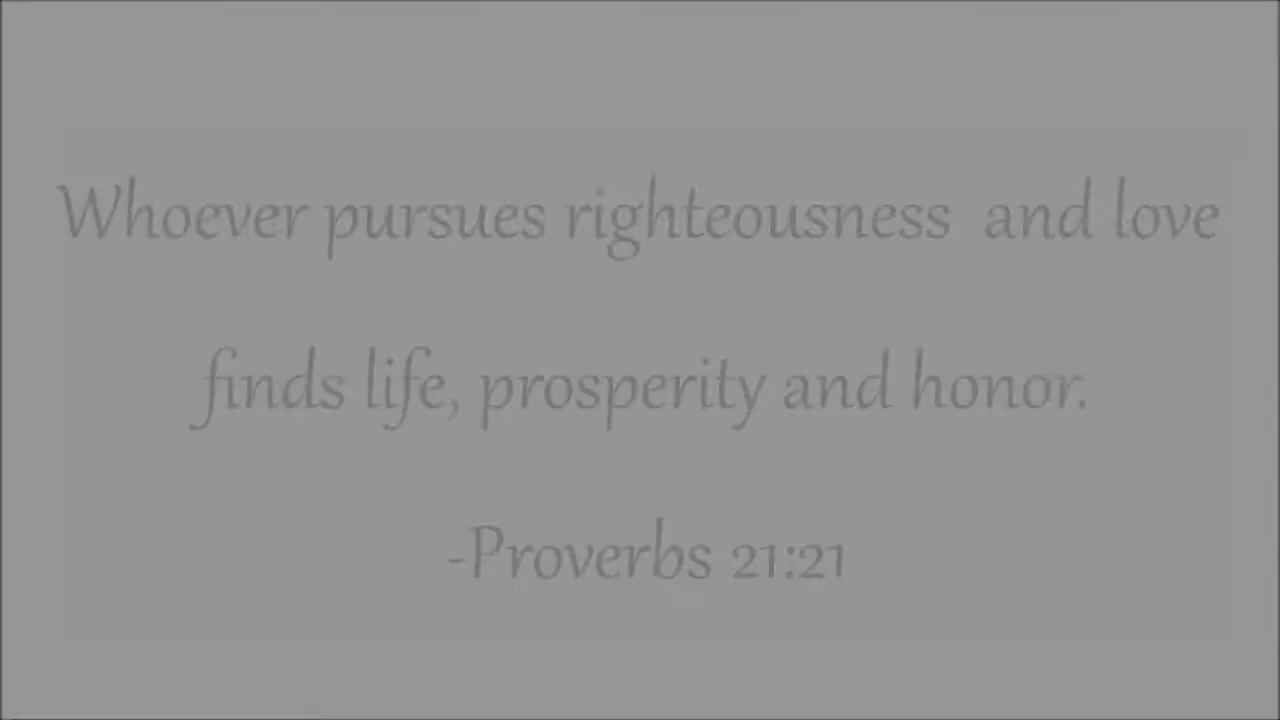 Whoever pursues righteousness  and love
finds life, prosperity and honor.
-Proverbs 21:21